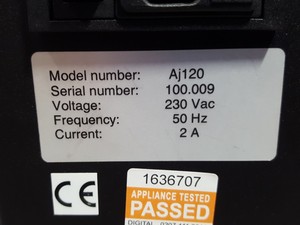 Model number: Aj120
Serial number: 100.009
Voltage: 230 Vac
Frequency: 50 Hz
Current: 2 A
CE
1636707
APPLIANCE TESTED
PASSED
DIGITAL